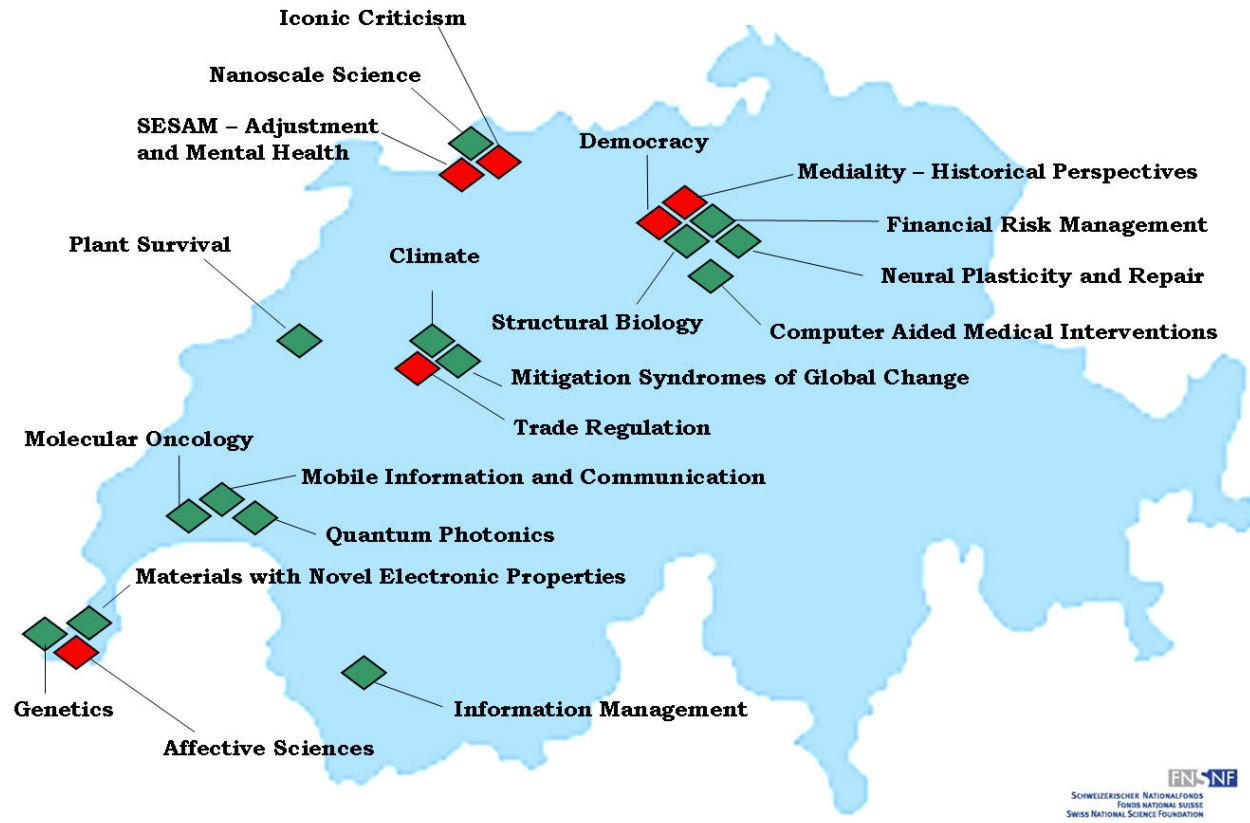 Iconic Criticism
Nanoscale Science
SESAM – Adjustment
and Mental Health
Democracy
Mediality – Historical Perspectives
Financial Risk Management
Plant Survival
Climate
Neural Plasticity and Repair
Structural Biology
Computer Aided Medical Interventions
Mitigation Syndromes of Global Change
Trade Regulation
Molecular Oncology
Mobile Information and Communication
Quantum Photonics
Materials with Novel Electronic Properties
Genetics
Information Management
Affective Sciences
FNSNF
Schweizerischer Nationalfonds
Fonds national suisse
Swiss National Science Foundation